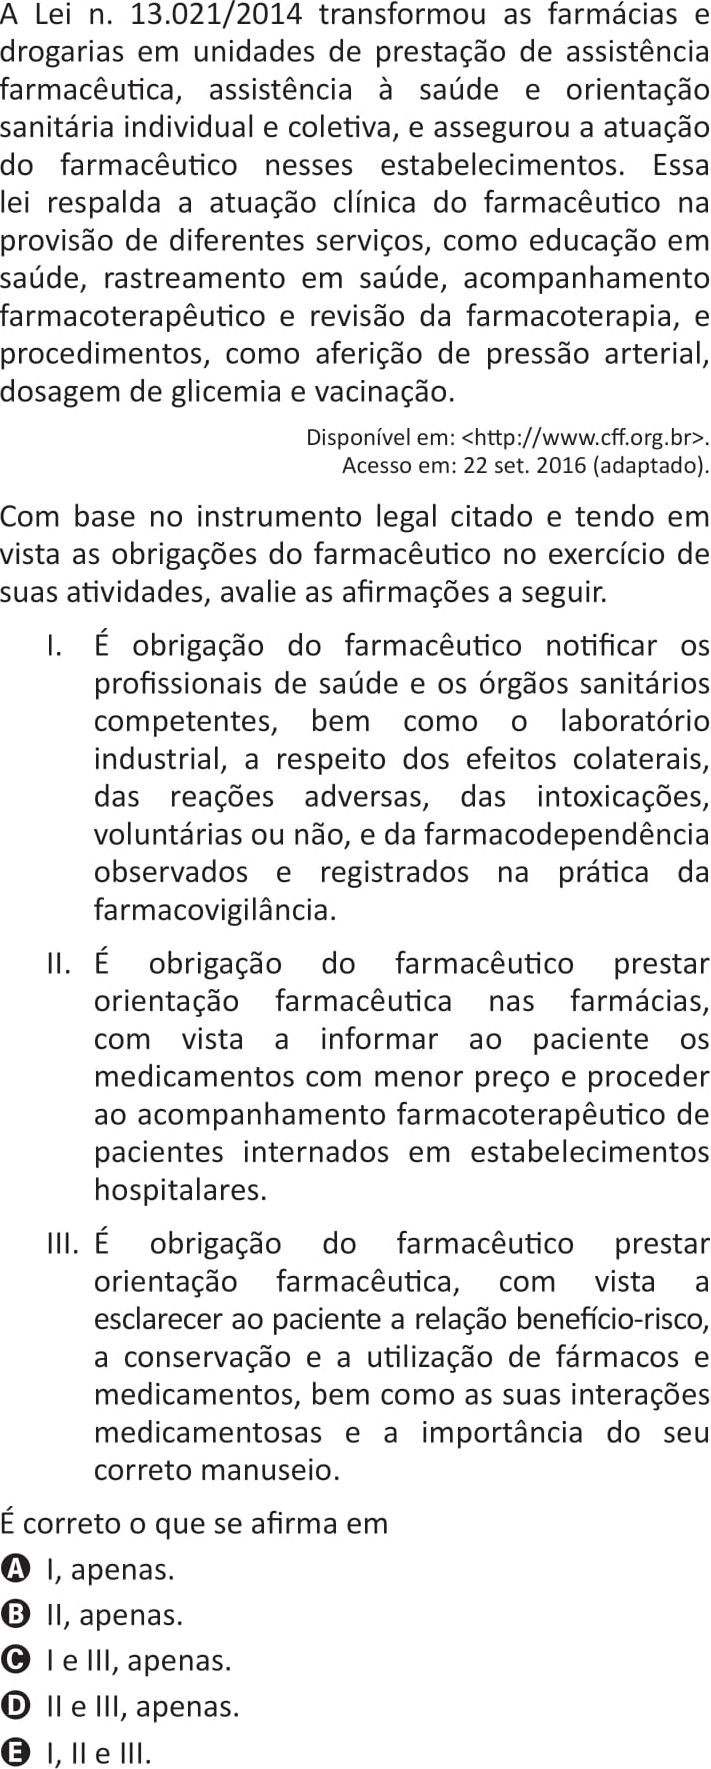 A Lei n. 13.021/2014 transformou as farmácias e
drogarias em unidades de prestação de assistência
farmacêutica, assistência à saúde e orientação
sanitária individual e coletiva, e assegurou a atuação
do farmacêutico nesses estabelecimentos. Essa
lei respalda a atuação clínica do farmacêutico na
provisão de diferentes serviços, como educação em
saúde, rastreamento em saúde, acompanhamento
farmacoterapêutico e revisão da farmacoterapia, e
procedimentos, como aferição de pressão arterial,
dosagem de glicemia e vacinação.
Disponível em: <http://www.cff.org.br>.
Acesso em: 22 set. 2016 (adaptado).
Com base no instrumento legal citado e tendo em
vista as obrigações do farmacêutico no exercício de
suas atividades, avalie as afirmações a seguir.
I. É obrigação do farmacêutico notificar os
profissionais de saúde e os órgãos sanitários
competentes, bem como o laboratório
industrial, a respeito dos efeitos colaterais,
das reações adversas, das intoxicações,
voluntárias ou não, e da farmacodependência
observados e registrados na prática da
farmacovigilância.
II. É obrigação do farmacêutico prestar
orientação farmacêutica nas farmácias,
com vista a informar ao paciente os
medicamentos com menor preço e proceder
ao acompanhamento farmacoterapêutico de
pacientes internados em estabelecimentos
hospitalares.
III. É obrigação do farmacêutico prestar
orientação farmacêutica, com vista a
esclarecer ao paciente a relação benefício-risco,
a conservação e a utilização de fármacos e
medicamentos, bem como as suas interações
medicamentosas e a importância do seu
correto manuseio.
É correto o que se afirma em
A I, apenas.
B II, apenas.
C I e III, apenas.
D II e III, apenas.
E I, II e III.